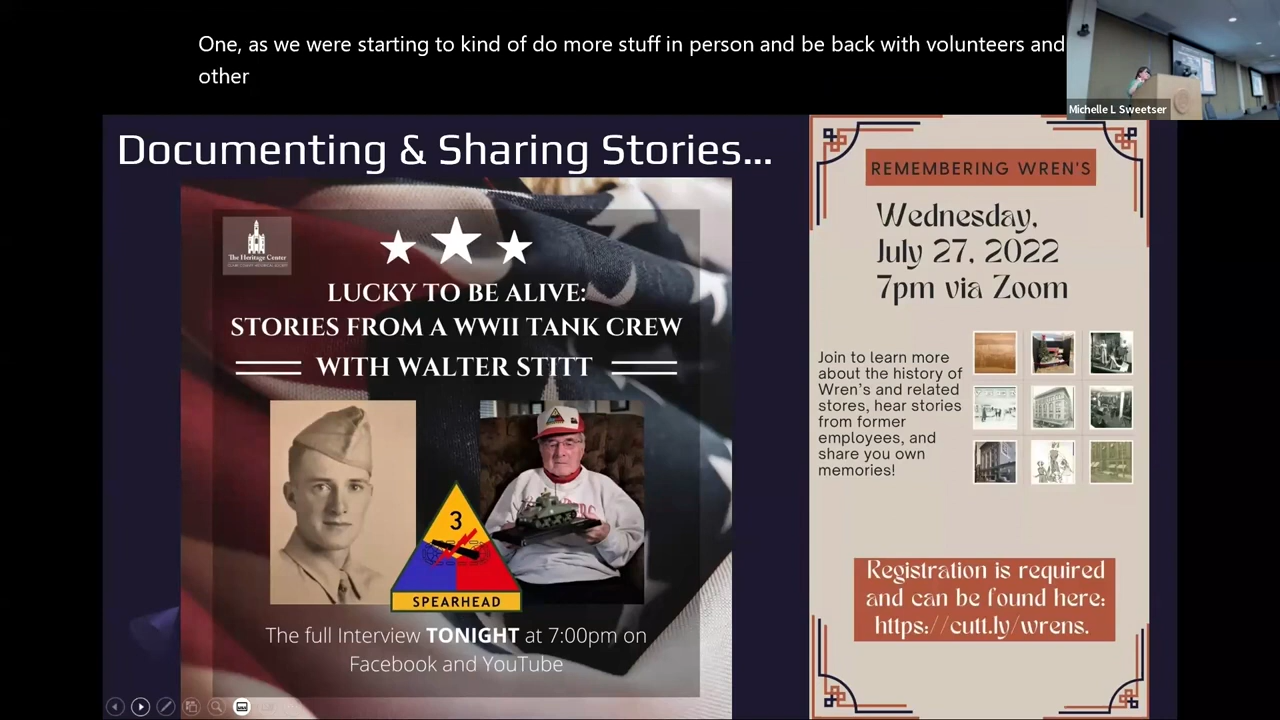 One, as we were starting to kind of do more stuff in person and be back with volunteers and
other
Michelle L Sweetser
Documenting & Sharing Stories...
The Heritage Center
LUCKY TO BE ALIVE:
STORIES FROM A WWII TANK CREW
WITH WALTER STITT
3
SPEARHEAD
The full Interview TONIGHT at 7:00pm on
Facebook and YouTube
REMEMBERING WREN'S
Wednesday,
July 27, 2022
7pm via Zoom
Join to learn more
about the history of
Wren's and related
stores, hear stories
from former
employees, and
share you own
memories!
Registration is required
and can be found here:
https://cutt.ly/wrens.